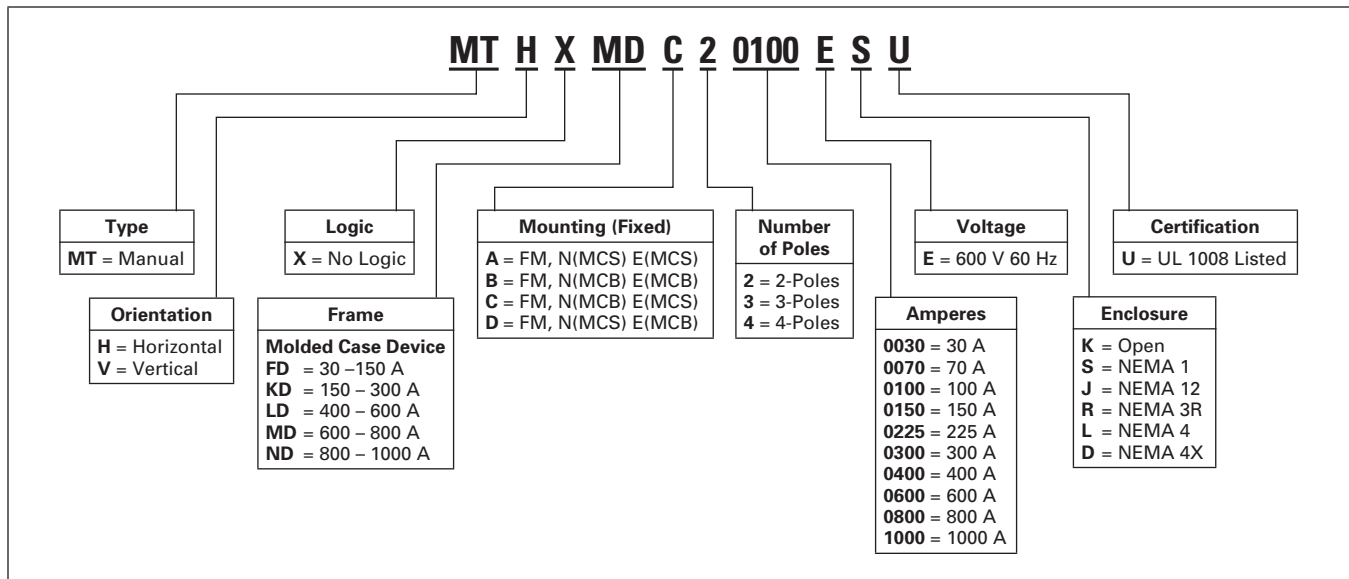 MT H X MD C 2 0100 E S U
Type
MT = Manual
Orientation
H = Horizontal
V = Vertical
Logic
X = No Logic
Frame
Molded Case Device
FD = 30 –150 A
KD = 150 – 300 A
LD = 400 – 600 A
MD = 600 – 800 A
ND = 800 – 1000 A
Mounting (Fixed)
A = FM, N(MCS) E(MCS)
B = FM, N(MCB) E(MCB)
C = FM, N(MCB) E(MCS)
D = FM, N(MCS) E(MCB)
Number
of Poles
2 = 2-Poles
3 = 3-Poles
4 = 4-Poles
Amperes
0030 = 30 A
0070 = 70 A
0100 = 100 A
0150 = 150 A
0225 = 225 A
0300 = 300 A
0400 = 400 A
0600 = 600 A
0800 = 800 A
1000 = 1000 A
Voltage
E = 600 V 60 Hz
Enclosure
K = Open
S = NEMA 1
J = NEMA 12
R = NEMA 3R
L = NEMA 4
D = NEMA 4X
Certification
U = UL 1008 Listed